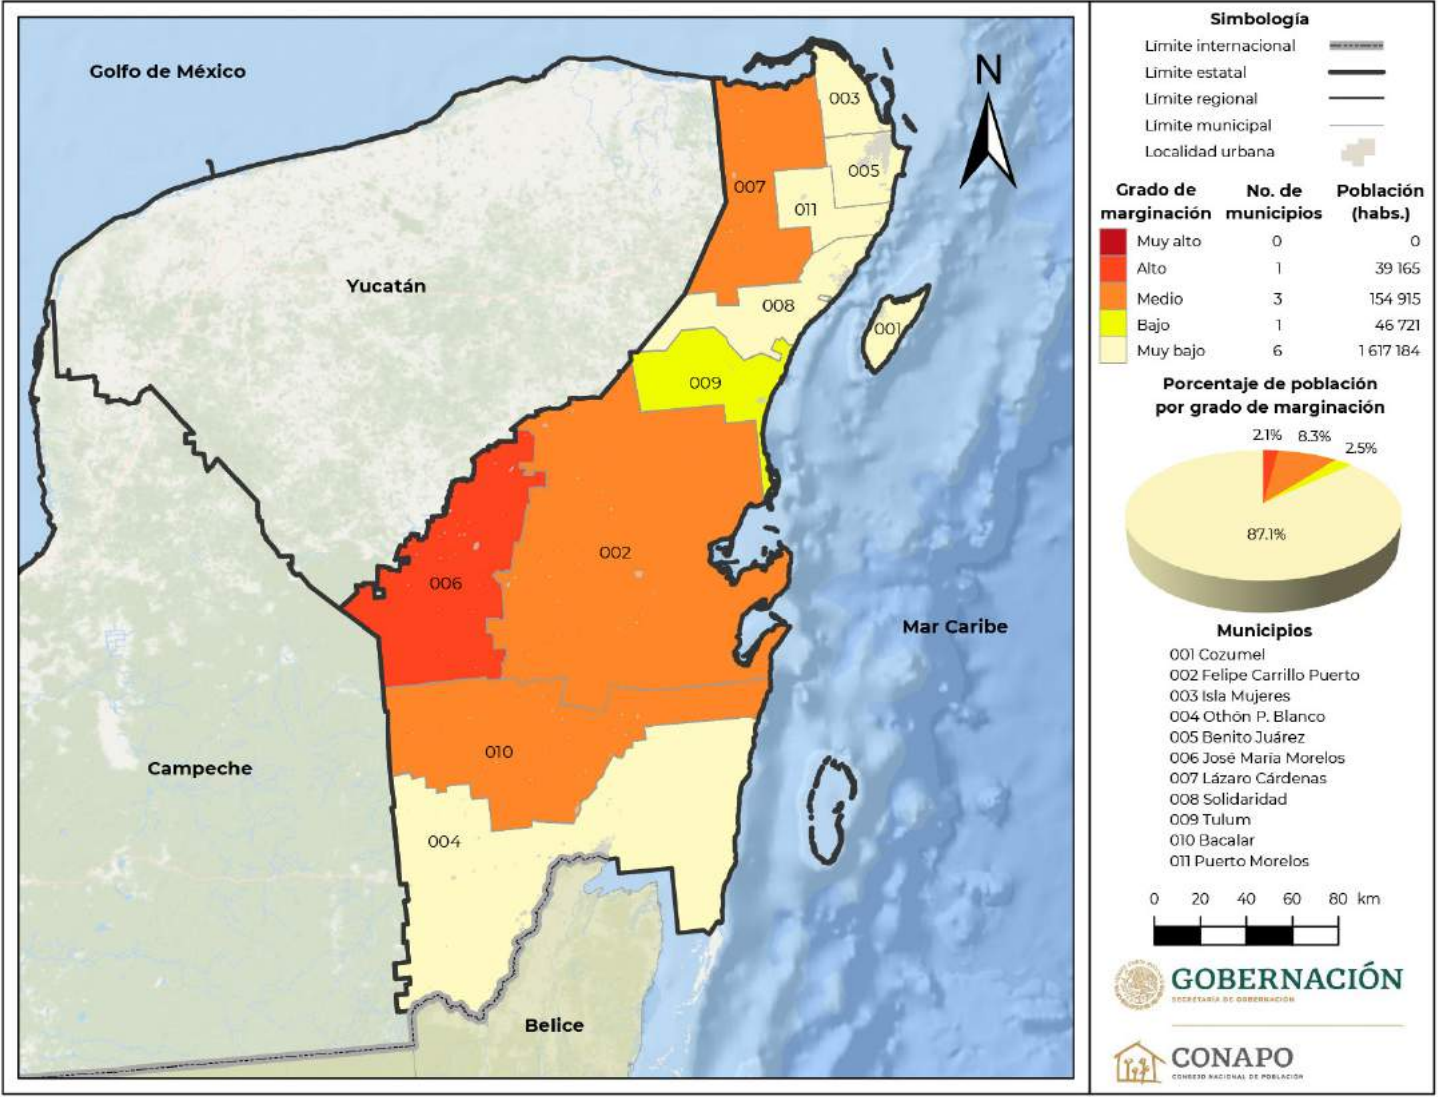 Golfo de México
N
003
005
007
011
Yucatán
008
001
009
002
006
Mar Caribe
010
Campeche
004
Belice
Simbología
Límite internacional
Límite estatal
Límite regional
Límite municipal
Localidad urbana
Grado de marginación No. de municipios Población (habs.)
Muy alto 0 0
Alto 1 39 165
Medio 3 154 915
Bajo 1 46 721
Muy bajo 6 1 617 184
Porcentaje de población
por grado de marginación
2.1% 8.3% 2.5%
87.1%
Municipios
001 Cozumel
002 Felipe Carrillo Puerto
003 Isla Mujeres
004 Othón P. Blanco
005 Benito Juárez
006 José María Morelos
007 Lázaro Cárdenas
008 Solidaridad
009 Tulum
010 Bacalar
011 Puerto Morelos
0 20 40 60 80 km
GOBERNACIÓN
SECRETARÍA DE GOBERNACIÓN
CONAPO
CONSEJO NACIONAL DE POBLACIÓN